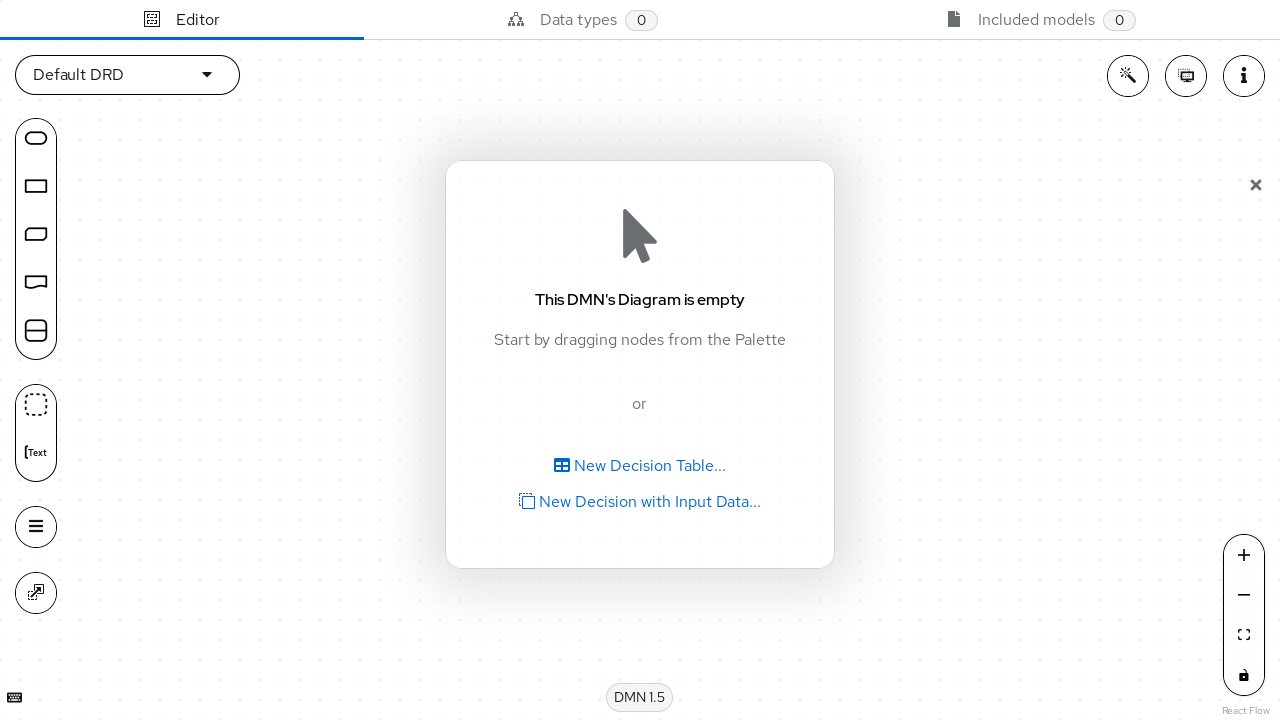 Editor
Data types 0
Included models 0
Default DRD
This DMN's Diagram is empty
Start by dragging nodes from the Palette
or
New Decision Table...
New Decision with Input Data...
Text
DMN 1.5
React Flow